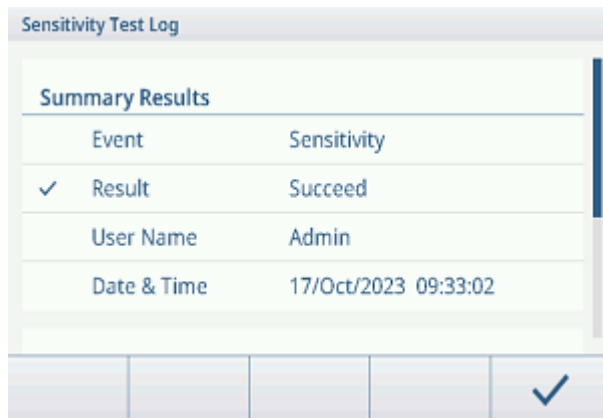 Sensitivity Test Log
Summary Results
Event Sensitivity
Result Succeed
User Name Admin
Date & Time 17/Oct/2023 09:33:02